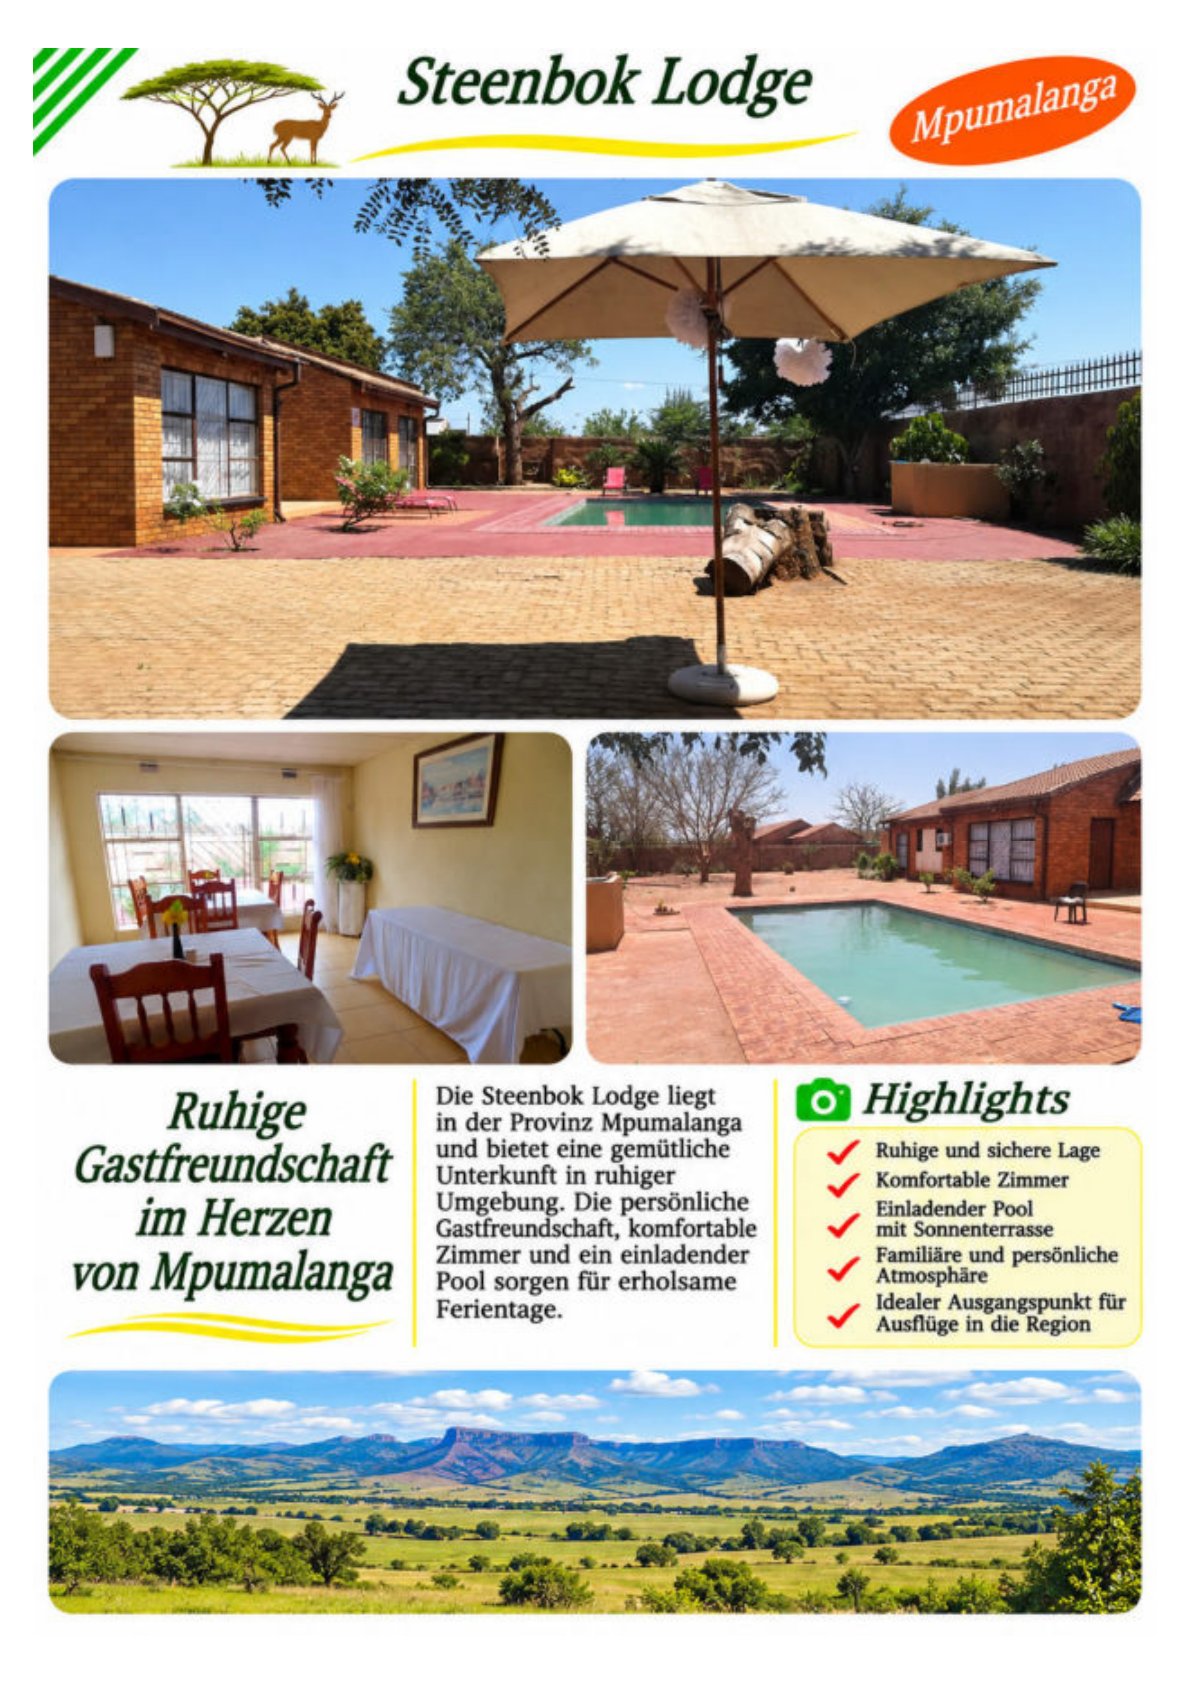 Steenbok Lodge
Mpumalanga
Ruhige
Gastfreundschaft
im Herzen
von Mpumalanga
Die Steenbok Lodge liegt
in der Provinz Mpumalanga
und bietet eine gemütliche
Unterkunft in ruhiger
Umgebung. Die persönliche
Gastfreundschaft, komfortable
Zimmer und ein einladender
Pool sorgen für erholsame
Ferientage.
Highlights
Ruhige und sichere Lage
Komfortable Zimmer
Einladender Pool
mit Sonnenterrasse
Familiäre und persönliche
Atmosphäre
Idealer Ausgangspunkt für
Ausflüge in die Region